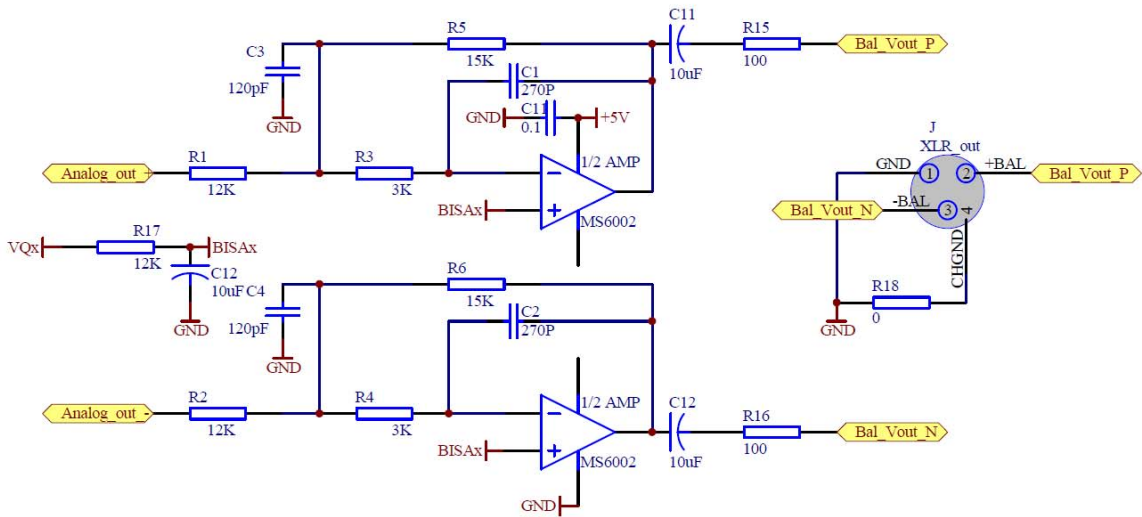 C11
R15
R5
Bal_Vout_P
C3
15K
10uF
100
C1
120pF
270P
C11
GND
+5V
0.1
GND
J
XLR_out
R1
R3
1/2 AMP
GND
1
2
+BAL
Analog_out_+
Bal_Vout_P
12K
3K
BISAx
MS6002
Bal_Vout_N
-BAL
3
4
R17
VQx
BISAx
12K
C12
R6
CHGND
10uF
C4
R18
15K
C2
GND
120pF
270P
GND
0
GND
R2
R4
1/2 AMP
C12
R16
Analog_out_-
Bal_Vout_N
12K
3K
BISAx
MS6002
10uF
100
GND